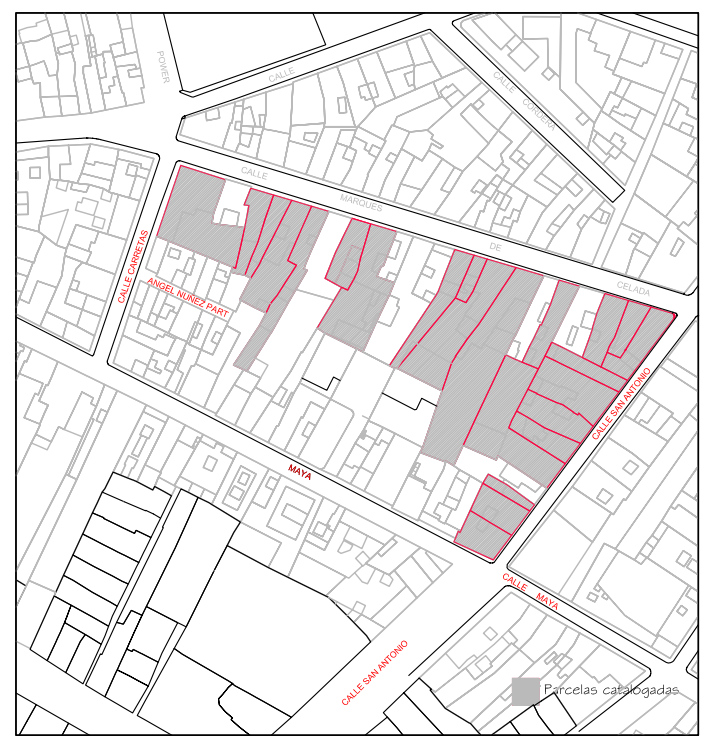 POWER
CALLE
CALLE CORDERA
CALLE MARQUES DE CELADA
CALLE CARRETAS
ANGEL NUÑEZ PART
CALLE SAN ANTONIO
MAYA
CALLE MAYA
CALLE SAN ANTONIO
Parcelas catalogadas